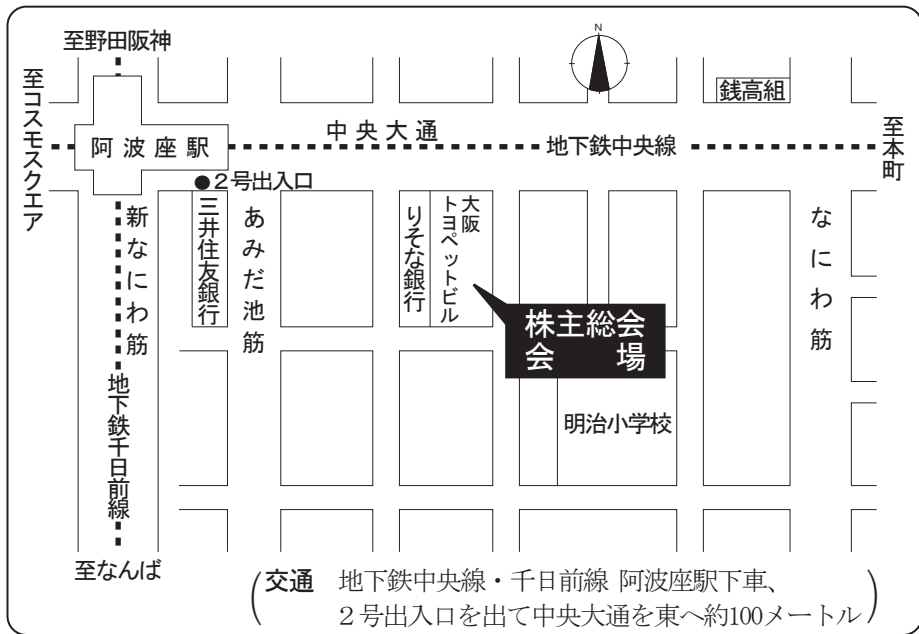 至野田阪神
N
至コスモスクエア
銭高組
阿波座駅
中央大通
地下鉄中央線
至本町
●2号出入口
新なにわ筋
三井住友銀行
あみだ池筋
りそな銀行
大阪
トヨペットビル
なにわ筋
株主総会
会場
地下鉄千日前線
明治小学校
至なんば
(交通 地下鉄中央線・千日前線 阿波座駅下車、
2号出入口を出て中央大通を東へ約100メートル)